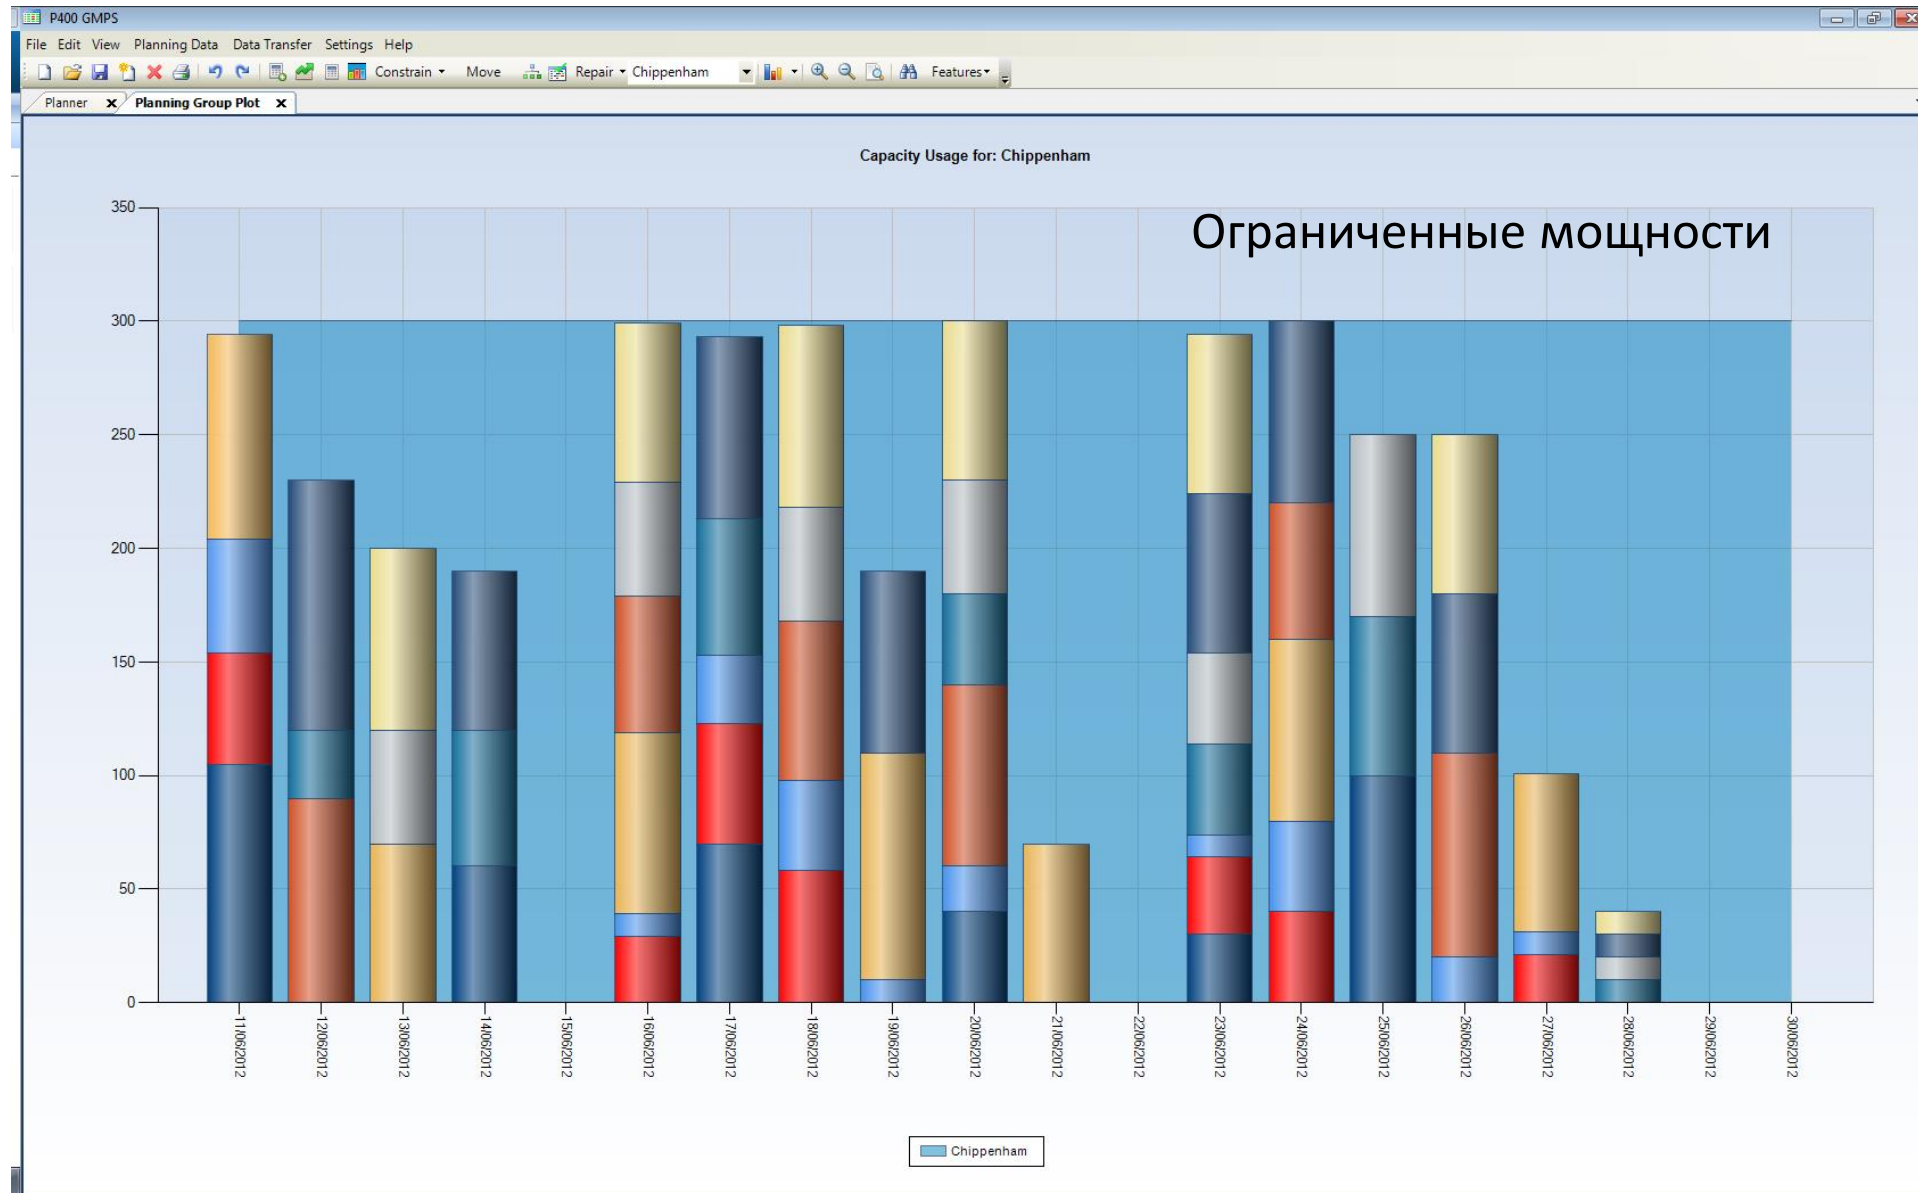 P400 GMPS
File Edit View Planning Data Data Transfer Settings Help
Constrain Move Repair Chippenham Features
Planner Planning Group Plot
Capacity Usage for: Chippenham
Ограниченные мощности
350
300
250
200
150
100
50
0
11/06/2012 12/06/2012 13/06/2012 14/06/2012 15/06/2012 16/06/2012 17/06/2012 18/06/2012 19/06/2012 20/06/2012 21/06/2012 22/06/2012 23/06/2012 24/06/2012 25/06/2012 26/06/2012 27/06/2012 28/06/2012 29/06/2012 30/06/2012
Chippenham